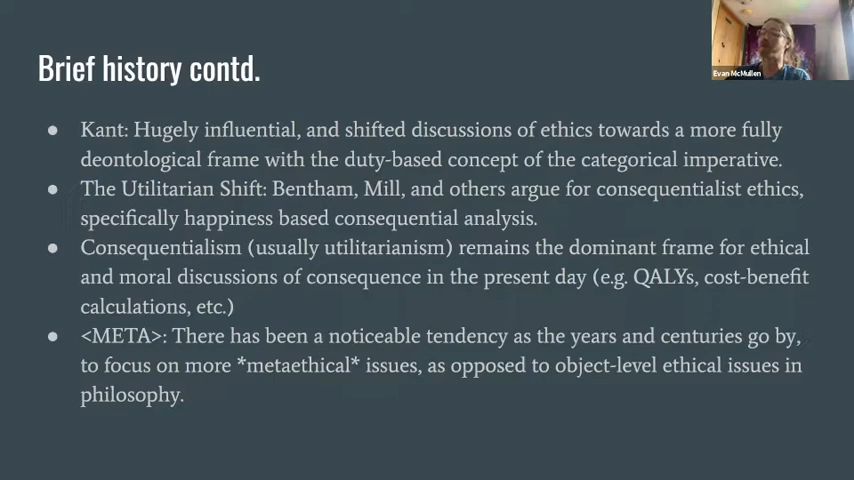 Brief history contd.
Evan McMullen
● Kant: Hugely influential, and shifted discussions of ethics towards a more fully
deontological frame with the duty-based concept of the categorical imperative.
● The Utilitarian Shift: Bentham, Mill, and others argue for consequentialist ethics,
specifically happiness based consequential analysis.
● Consequentialism (usually utilitarianism) remains the dominant frame for ethical
and moral discussions of consequence in the present day (e.g. QALYs, cost-benefit
calculations, etc.)
● <META>: There has been a noticeable tendency as the years and centuries go by,
to focus on more *metaethical* issues, as opposed to object-level ethical issues in
philosophy.